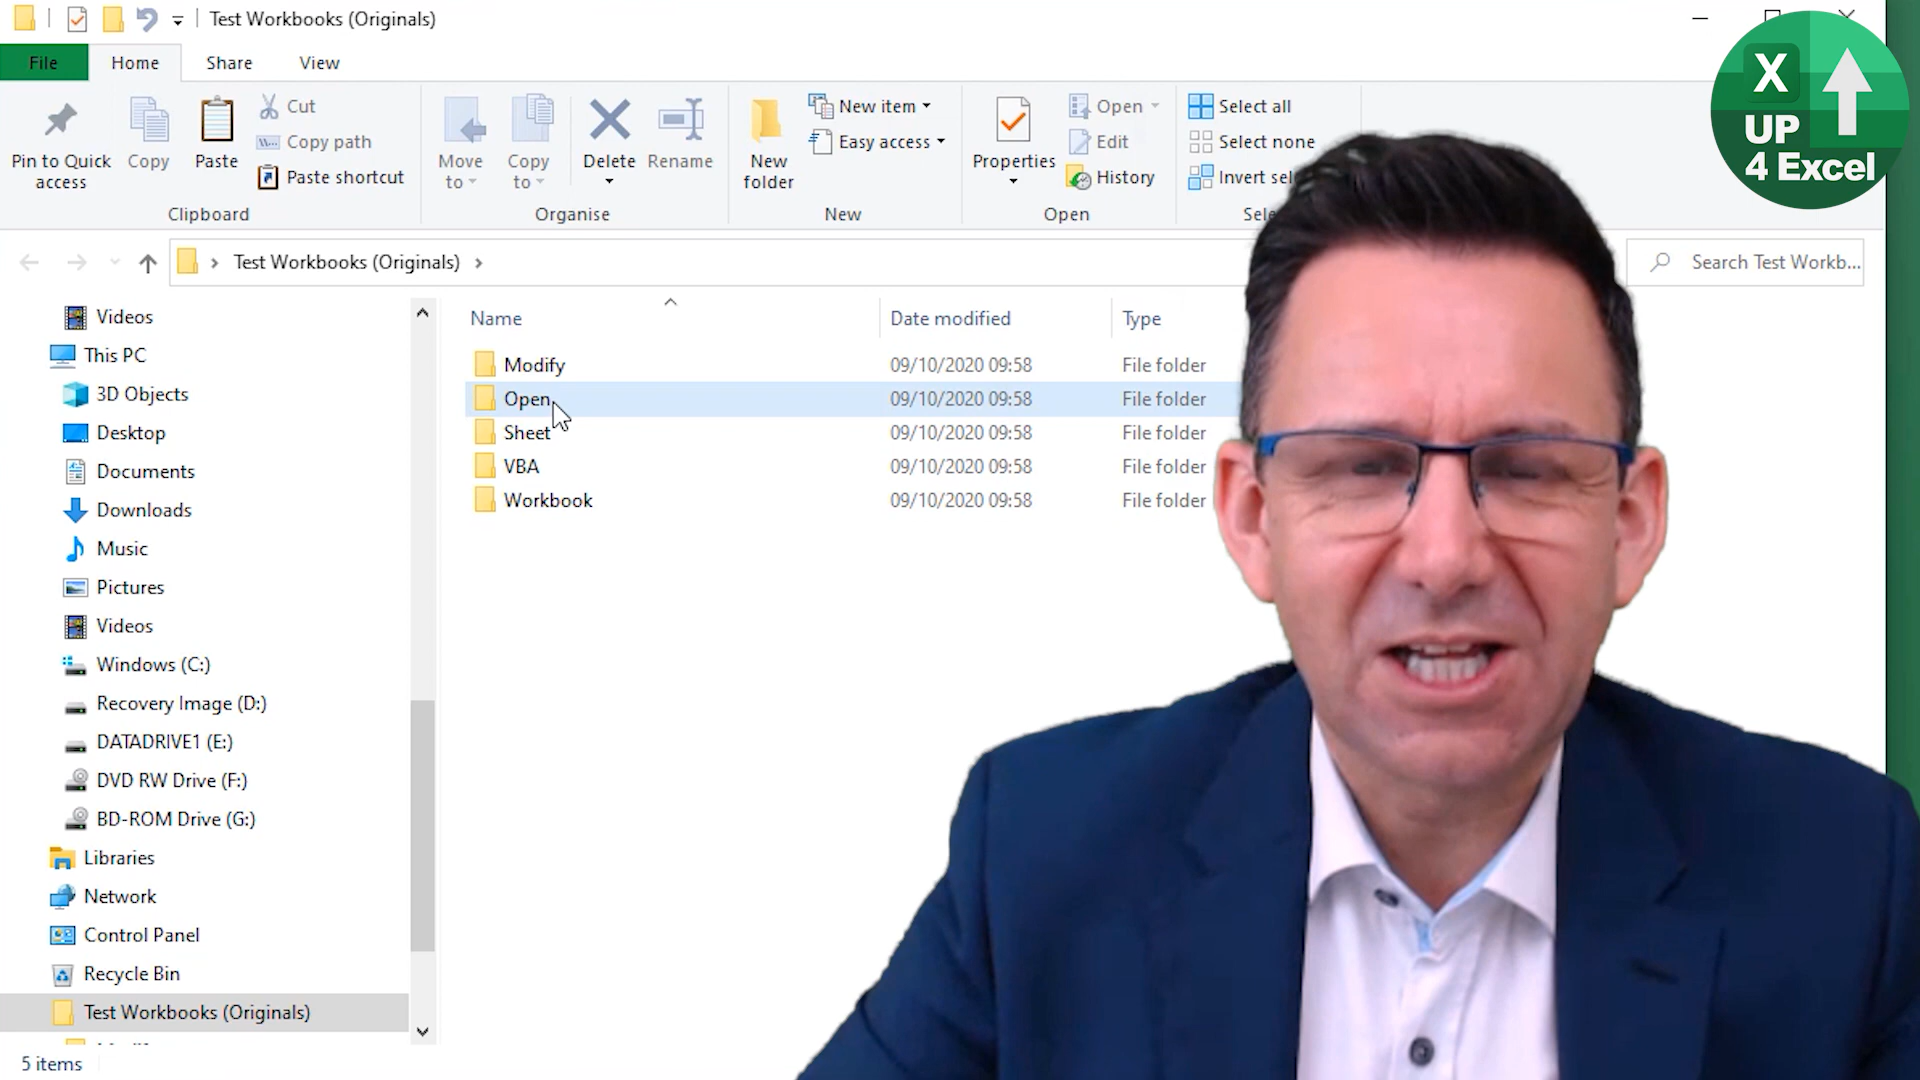 Test Workbooks (Originals)
File
Home
Share
View
Pin to Quick
access
Copy
Paste
Cut
Copy path
Paste shortcut
Clipboard
Move
to
Copy
to
Delete
Rename
Organise
New
folder
New item
Easy access
New
Properties
Open
Edit
History
Open
Select all
Select none
Invert
X
UP
4 Excel
Test Workbooks (Originals)
Search Test Workb...
Name
Date modified
Type
Modify 09/10/2020 09:58 File folder
Open 09/10/2020 09:58 File folder
Sheet 09/10/2020 09:58 File folder
VBA 09/10/2020 09:58 File folder
Workbook 09/10/2020 09:58 File folder
Videos
This PC
3D Objects
Desktop
Documents
Downloads
Music
Pictures
Videos
Windows (C:)
Recovery Image (D:)
DATADRIVE1 (E:)
DVD RW Drive (F:)
BD-ROM Drive (G:)
Libraries
Network
Control Panel
Recycle Bin
Test Workbooks (Originals)
5 items